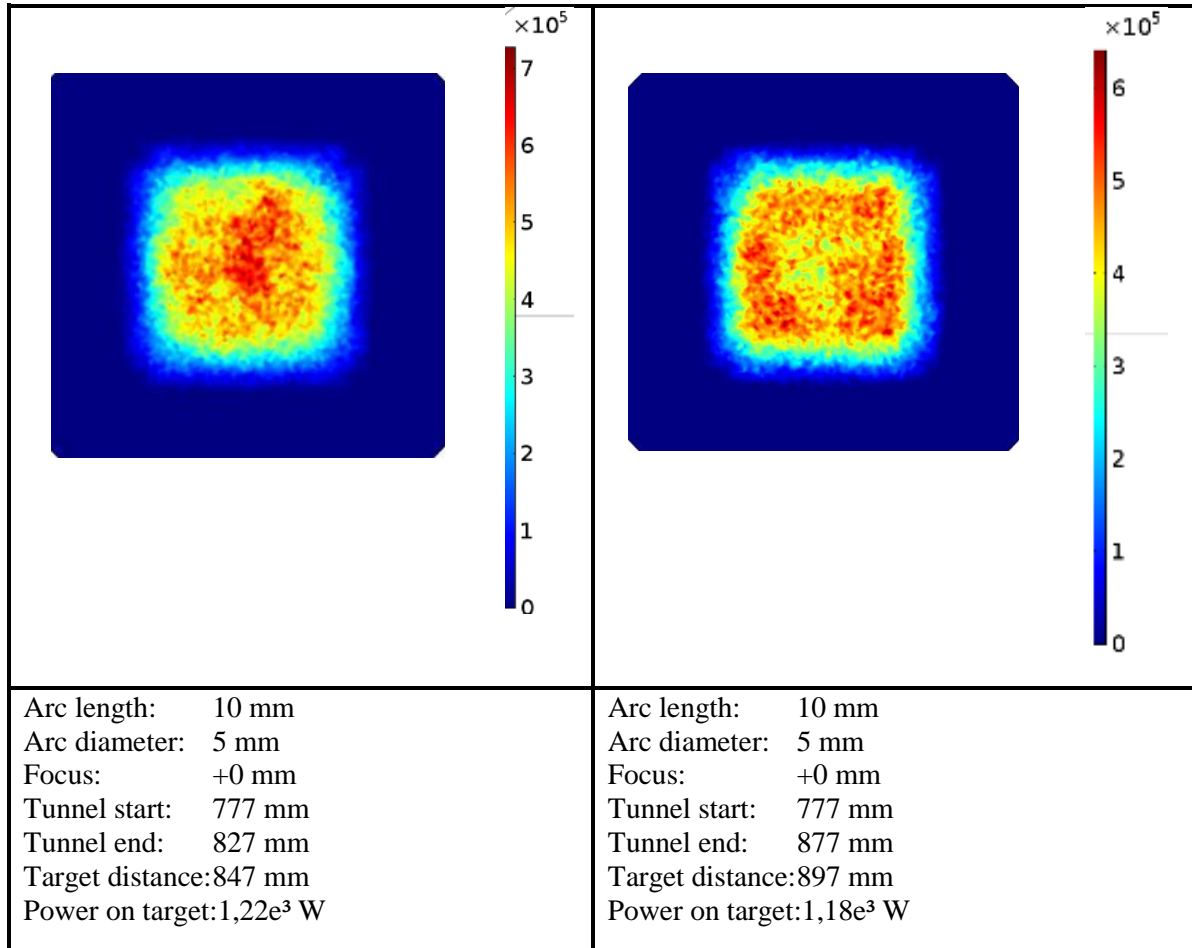 ×10⁵
7
6
5
4
3
2
1
0
×10⁵
6
5
4
3
2
1
0
Arc length: 10 mm
Arc diameter: 5 mm
Focus: +0 mm
Tunnel start: 777 mm
Tunnel end: 827 mm
Target distance:847 mm
Power on target:1,22e³ W
Arc length: 10 mm
Arc diameter: 5 mm
Focus: +0 mm
Tunnel start: 777 mm
Tunnel end: 877 mm
Target distance:897 mm
Power on target:1,18e³ W